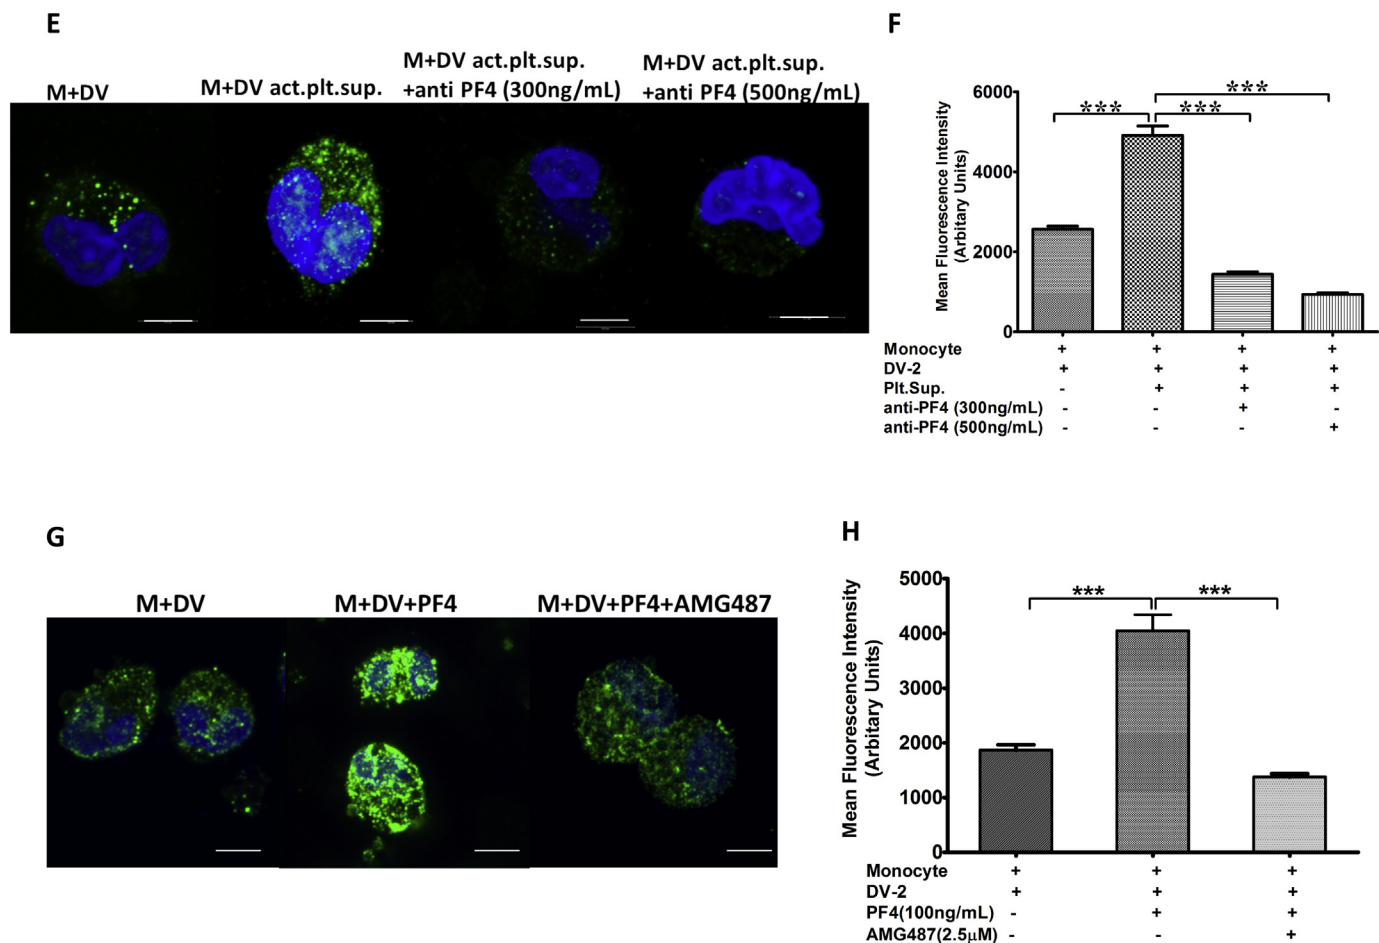 E
M+DV
M+DV act.plt.sup.
M+DV act.plt.sup.
+anti PF4 (300ng/mL)
M+DV act.plt.sup.
+anti PF4 (500ng/mL)
F
Mean Fluorescence Intensity
(Arbitary Units)
6000
4000
2000
0
*** *** ***
Monocyte + + + +
DV-2 + + + +
Plt.Sup. - + + +
anti-PF4 (300ng/mL) - - + -
anti-PF4 (500ng/mL) - - - +
G
M+DV
M+DV+PF4
M+DV+PF4+AMG487
H
Mean Fluorescence Intensity
(Arbitary Units)
5000
4000
3000
2000
1000
0
*** ***
Monocyte + + +
DV-2 + + +
PF4(100ng/mL) - + +
AMG487(2.5μM) - - +